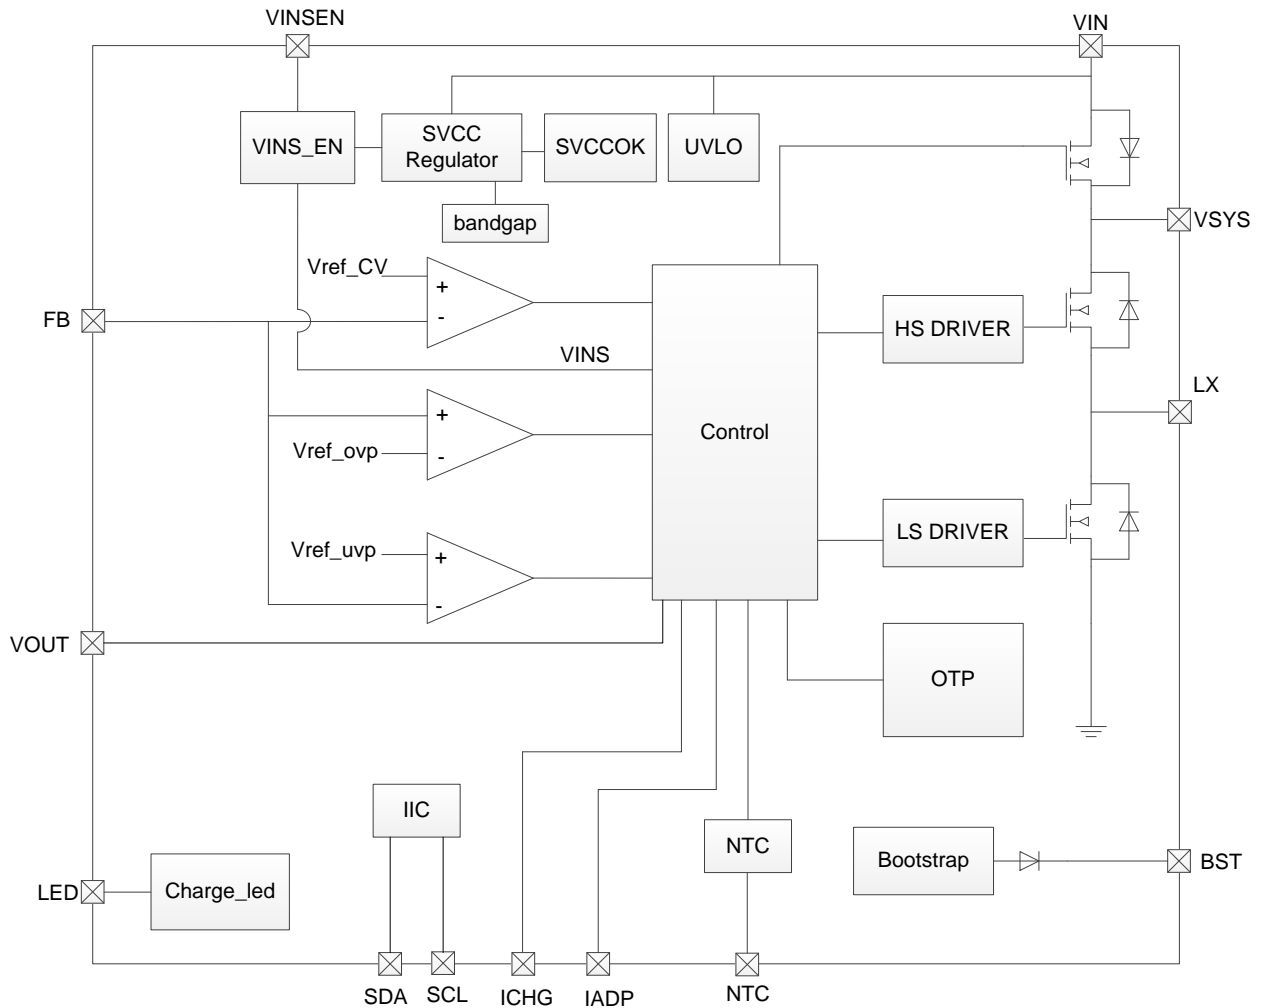 VINSEN
VIN
VINS_EN
SVCC
Regulator
SVCCOK
UVLO
bandgap
VSYS
Vref_CV
+
-
FB
HS DRIVER
VINS
LX
+
Vref_ovp
-
Control
LS DRIVER
Vref_uvp
+
-
VOUT
OTP
IIC
NTC
Bootstrap
BST
LED
Charge_led
SDA
SCL
ICHG
IADP
NTC